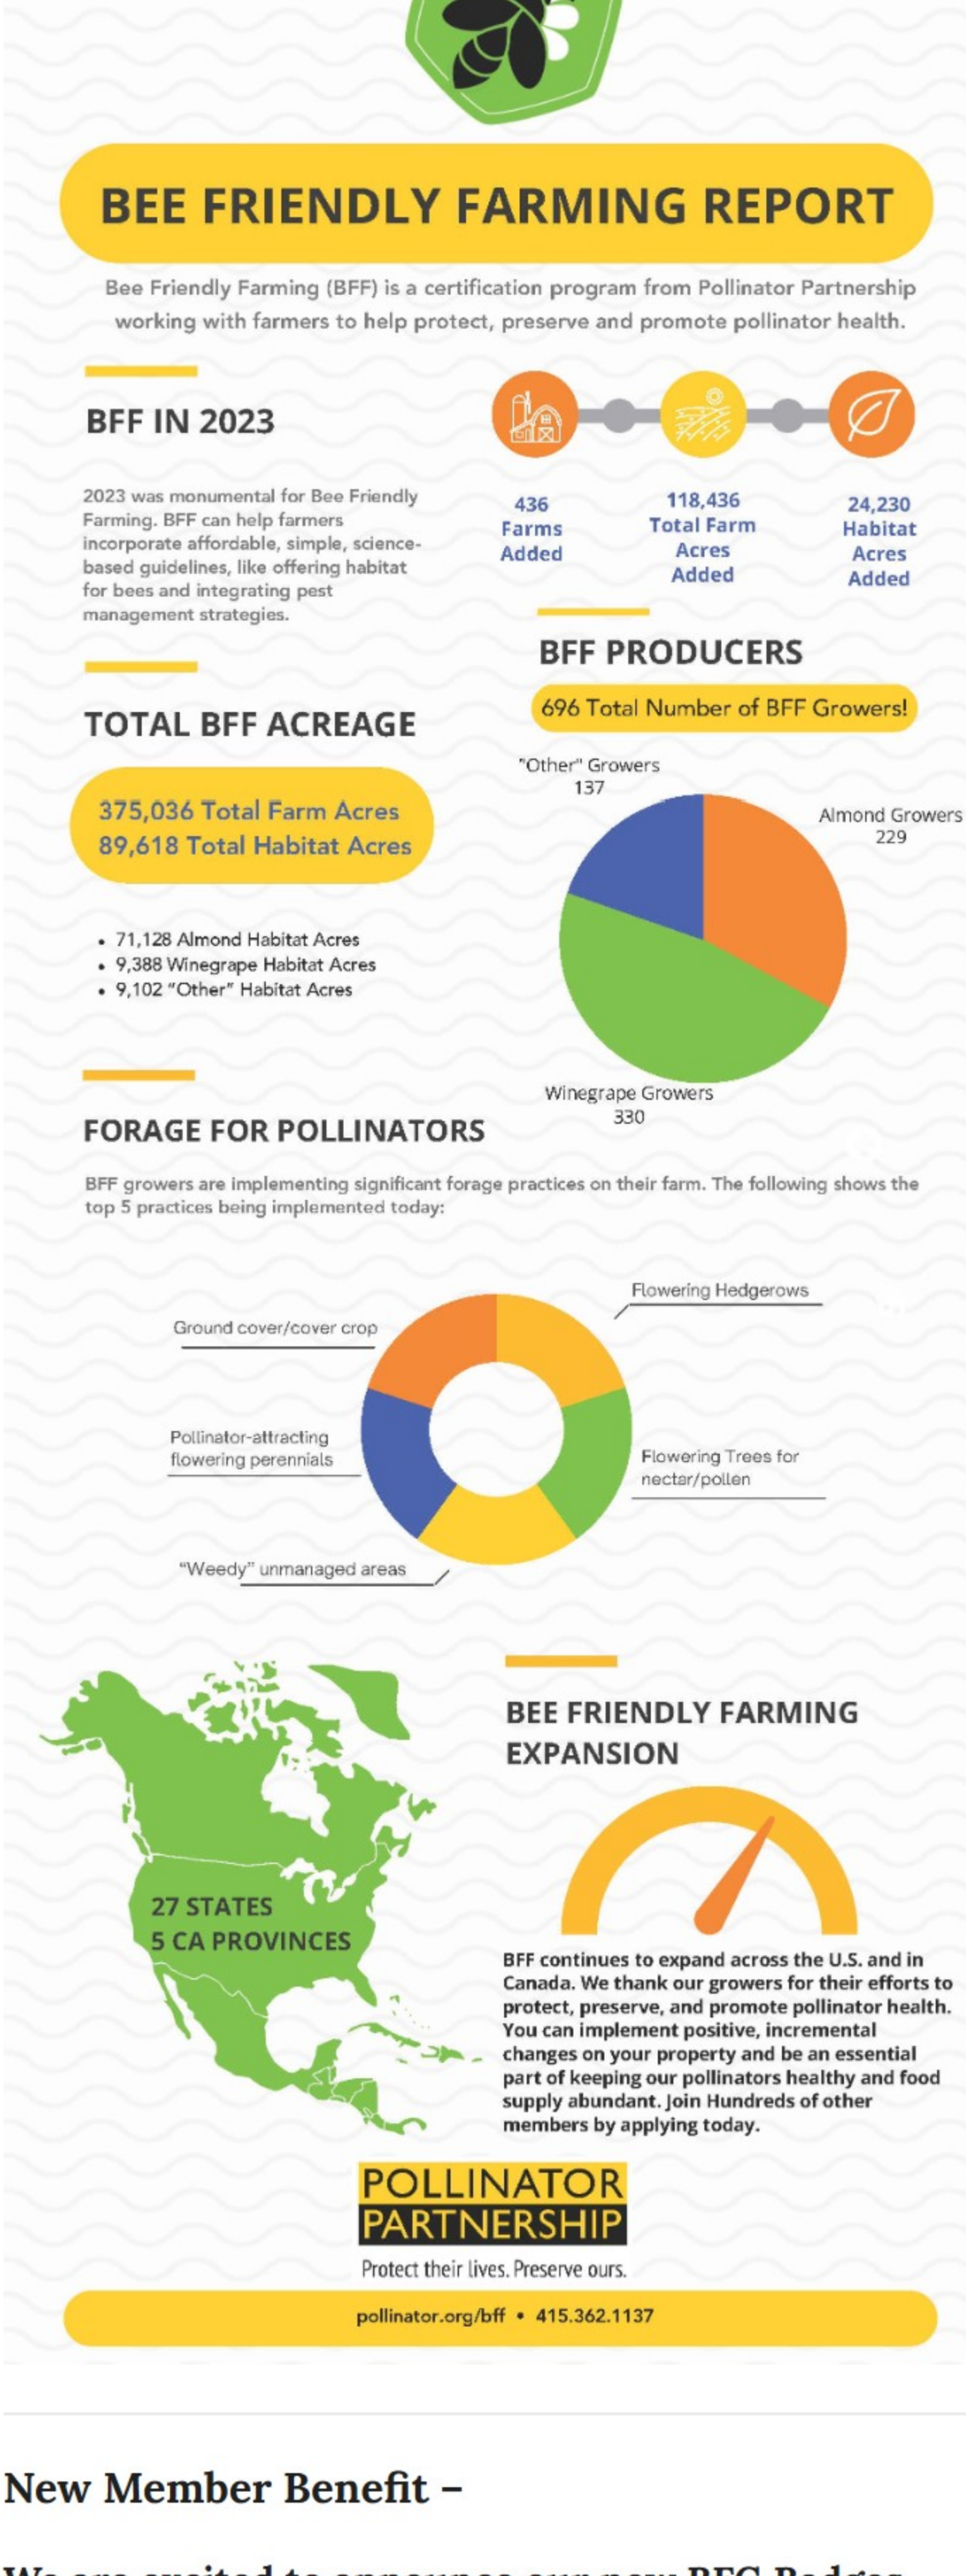 BEE FRIENDLY FARMING REPORT
Bee Friendly Farming (BFF) is a certification program from Pollinator Partnership
working with farmers to help protect, preserve and promote pollinator health.
BFF IN 2023
2023 was monumental for Bee Friendly
Farming. BFF can help farmers
incorporate affordable, simple, science-
based guidelines, like offering habitat
for bees and integrating pest
management strategies.
436
Farms
Added
118,436
Total Farm
Acres
Added
24,230
Habitat
Acres
Added
TOTAL BFF ACREAGE
375,036 Total Farm Acres
89,618 Total Habitat Acres
• 71,128 Almond Habitat Acres
• 9,388 Winegrape Habitat Acres
• 9,102 "Other" Habitat Acres
BFF PRODUCERS
696 Total Number of BFF Growers!
"Other" Growers
137
Almond Growers
229
Winegrape Growers
330
FORAGE FOR POLLINATORS
BFF growers are implementing significant forage practices on their farm. The following shows the
top 5 practices being implemented today:
Flowering Hedgerows
Ground cover/cover crop
Pollinator-attracting
flowering perennials
Flowering Trees for
nectar/pollen
"Weedy" unmanaged areas
27 STATES
5 CA PROVINCES
BEE FRIENDLY FARMING
EXPANSION
BFF continues to expand across the U.S. and in
Canada. We thank our growers for their efforts to
protect, preserve, and promote pollinator health.
You can implement positive, incremental
changes on your property and be an essential
part of keeping our pollinators healthy and food
supply abundant. Join Hundreds of other
members by applying today.
POLLINATOR
PARTNERSHIP
Protect their lives. Preserve ours.
pollinator.org/bff • 415.362.1137
New Member Benefit –
We are excited to announce our new BFG Badges